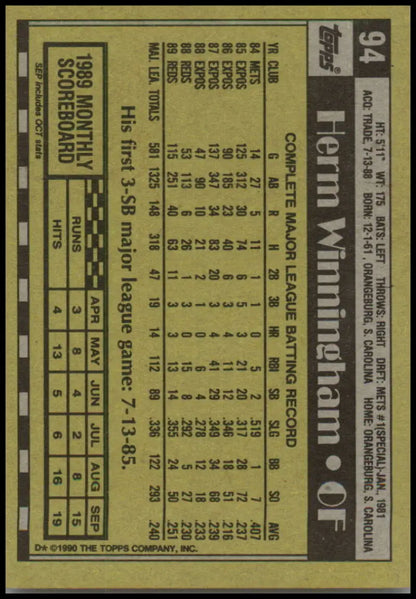 94
topps®
Herm Winningham • OF
HT: 5'11" WT: 175 BATS: LEFT THROWS: RIGHT DRFT: METS #1(SPECIAL)-JAN. 1981
ACQ: TRADE, 7-13-88 BORN: 12-1-61, ORANGEBURG, S. CAROLINA HOME: ORANGEBURG, S. CAROLINA
COMPLETE MAJOR LEAGUE BATTING RECORD
YR CLUB G AB R H 2B 3B HR RBI SB SLG BB SO AVG
84 METS 14 27 5 11 1 1 0 5 2 .519 1 7 .407
85 EXPOS 125 312 30 74 6 5 3 21 20 .317 28 72 .237
86 EXPOS 90 185 23 40 6 3 4 11 12 .346 18 51 .216
87 EXPOS 137 347 34 83 20 3 4 41 29 .349 34 68 .239
88 EXPOS 47 90 10 21 2 1 0 6 4 .278 12 18 .233
88 REDS 53 113 6 26 1 3 0 15 8 .292 5 27 .230
89 REDS 115 251 40 63 11 3 3 13 14 .355 24 50 .251
MAJ. LEA. TOTALS 581 1325 148 318 47 19 14 112 89 .336 122 293 .240
His first 3-SB major league game: 7-13-85.
1989 MONTHLY
SCOREBOARD
SEP includes OCT stats
APR MAY JUN JUL AUG SEP
RUNS 3 8 4 2 8 15
HITS 4 13 5 6 16 19
D* ©1990 THE TOPPS COMPANY, INC.